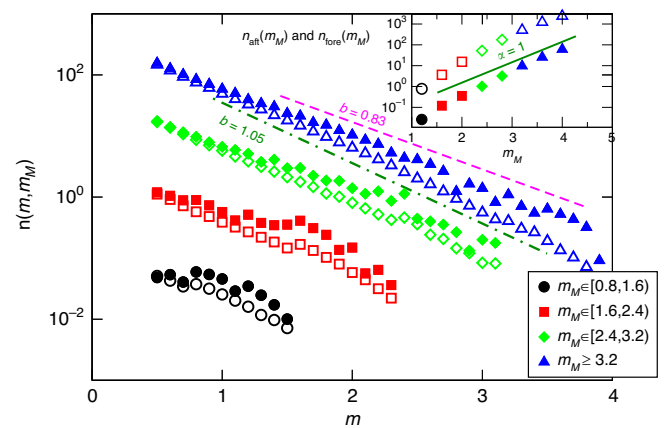 n_aft(m_M) and n_fore(m_M)
10^3
10^2
10^1
10^0
10^−1
α = 1
1 2 3 4 5
m_M
b = 0.83
b = 1.05
n(m,m_M)
10^2
10^0
10^−2
m_M∈[0.8,1.6)
m_M∈[1.6,2.4)
m_M∈[2.4,3.2)
m_M ≥ 3.2
0 1 2 3 4
m